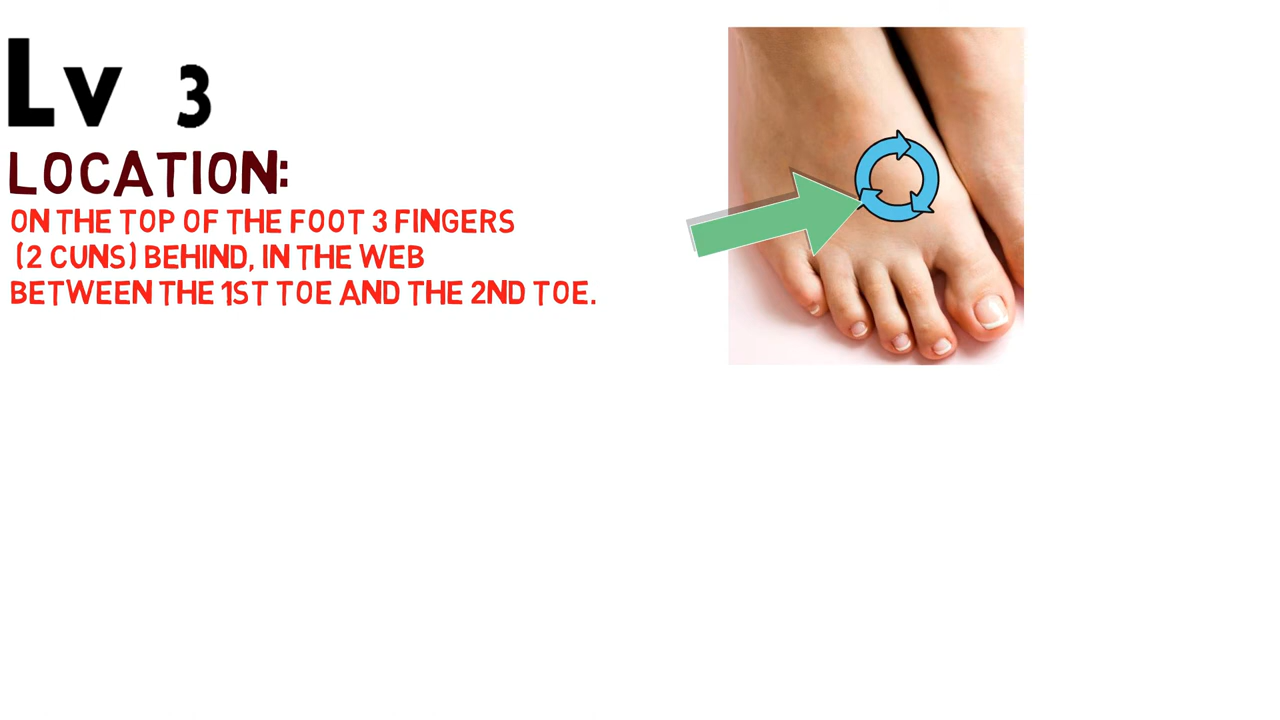 Lv 3
LOCATION:
ON THE TOP OF THE FOOT 3 FINGERS
(2 CUNS) BEHIND, IN THE WEB
BETWEEN THE 1ST TOE AND THE 2ND TOE.